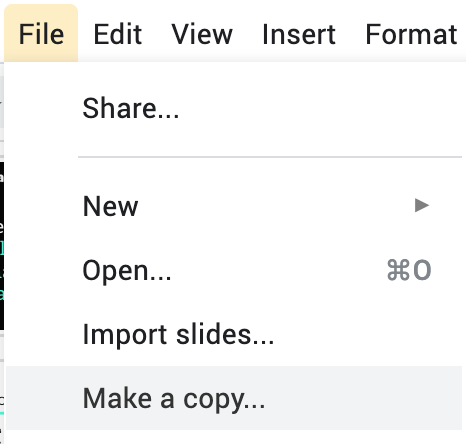 File Edit View Insert Format
Share...
New ►
Open... ⌘O
Import slides...
Make a copy...